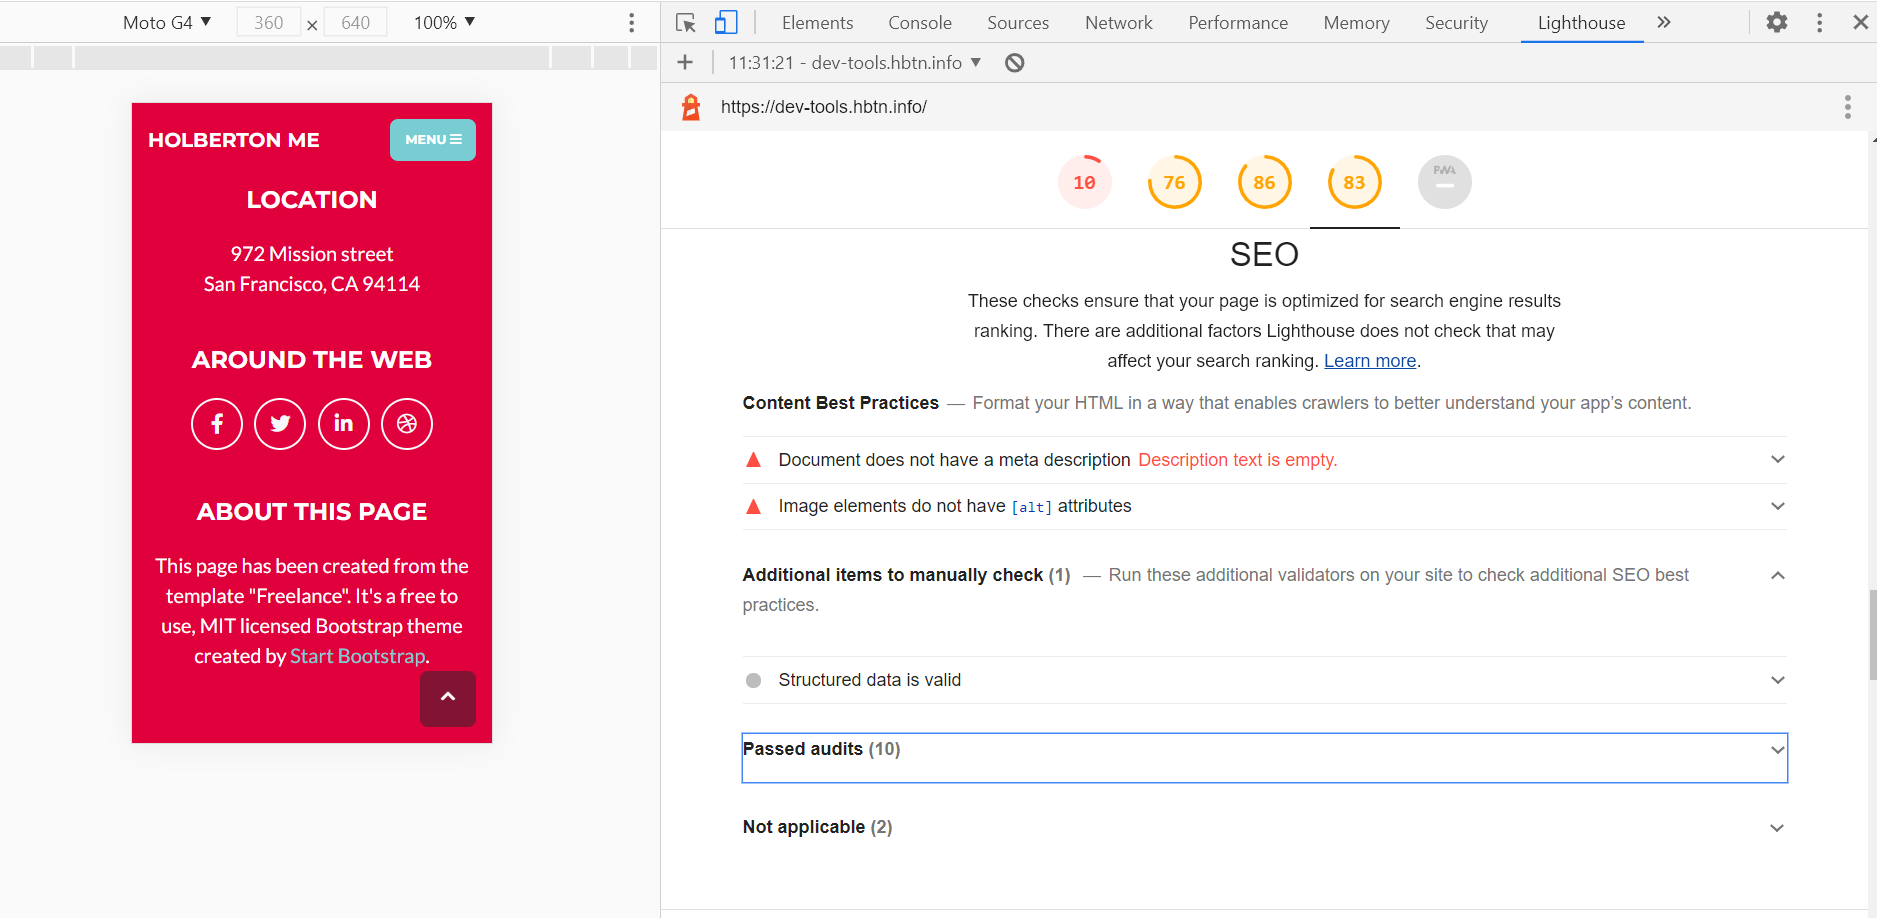 Moto G4 ▼ 360 × 640 100% ▼
HOLBERTON ME
MENU
LOCATION
972 Mission street
San Francisco, CA 94114
AROUND THE WEB
ABOUT THIS PAGE
This page has been created from the
template "Freelance". It's a free to
use, MIT licensed Bootstrap theme
created by Start Bootstrap.
Elements Console Sources Network Performance Memory Security Lighthouse »
11:31:21 - dev-tools.hbtn.info ▼
https://dev-tools.hbtn.info/
10 76 86 83 PWA
SEO
These checks ensure that your page is optimized for search engine results
ranking. There are additional factors Lighthouse does not check that may
affect your search ranking. Learn more.
Content Best Practices — Format your HTML in a way that enables crawlers to better understand your app’s content.
Document does not have a meta description Description text is empty.
Image elements do not have [alt] attributes
Additional items to manually check (1) — Run these additional validators on your site to check additional SEO best
practices.
Structured data is valid
Passed audits (10)
Not applicable (2)